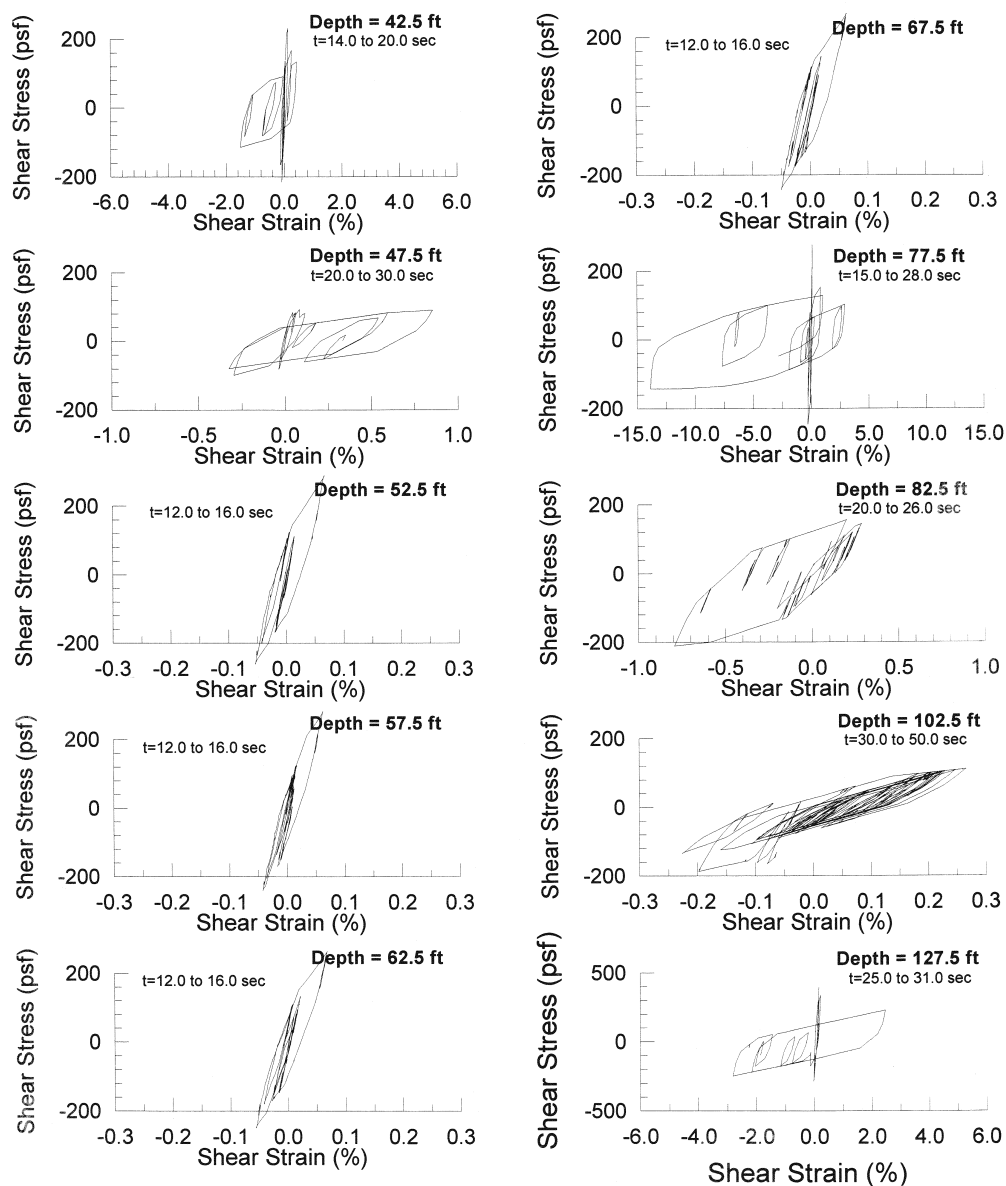 Depth = 42.5 ft
t=14.0 to 20.0 sec
Shear Stress (psf)
200
0
-200
-6.0 -4.0 -2.0 0.0 2.0 4.0 6.0
Shear Strain (%)
Depth = 47.5 ft
t=20.0 to 30.0 sec
Shear Stress (psf)
200
0
-200
-1.0 -0.5 0.0 0.5 1.0
Shear Strain (%)
Depth = 52.5 ft
t=12.0 to 16.0 sec
Shear Stress (psf)
200
0
-200
-0.3 -0.2 -0.1 0.0 0.1 0.2 0.3
Shear Strain (%)
Depth = 57.5 ft
t=12.0 to 16.0 sec
Shear Stress (psf)
200
0
-200
-0.3 -0.2 -0.1 0.0 0.1 0.2 0.3
Shear Strain (%)
Depth = 62.5 ft
t=12.0 to 16.0 sec
Shear Stress (psf)
200
0
-200
-0.3 -0.2 -0.1 0.0 0.1 0.2 0.3
Shear Strain (%)
Depth = 67.5 ft
t=12.0 to 16.0 sec
Shear Stress (psf)
200
0
-200
-0.3 -0.2 -0.1 0.0 0.1 0.2 0.3
Shear Strain (%)
Depth = 77.5 ft
t=15.0 to 28.0 sec
Shear Stress (psf)
200
0
-200
-15.0 -10.0 -5.0 0.0 5.0 10.0 15.0
Shear Strain (%)
Depth = 82.5 ft
t=20.0 to 26.0 sec
Shear Stress (psf)
200
0
-200
-1.0 -0.5 0.0 0.5 1.0
Shear Strain (%)
Depth = 102.5 ft
t=30.0 to 50.0 sec
Shear Stress (psf)
200
0
-200
-0.3 -0.2 -0.1 0.0 0.1 0.2 0.3
Shear Strain (%)
Depth = 127.5 ft
t=25.0 to 31.0 sec
Shear Stress (psf)
500
0
-500
-6.0 -4.0 -2.0 0.0 2.0 4.0 6.0
Shear Strain (%)